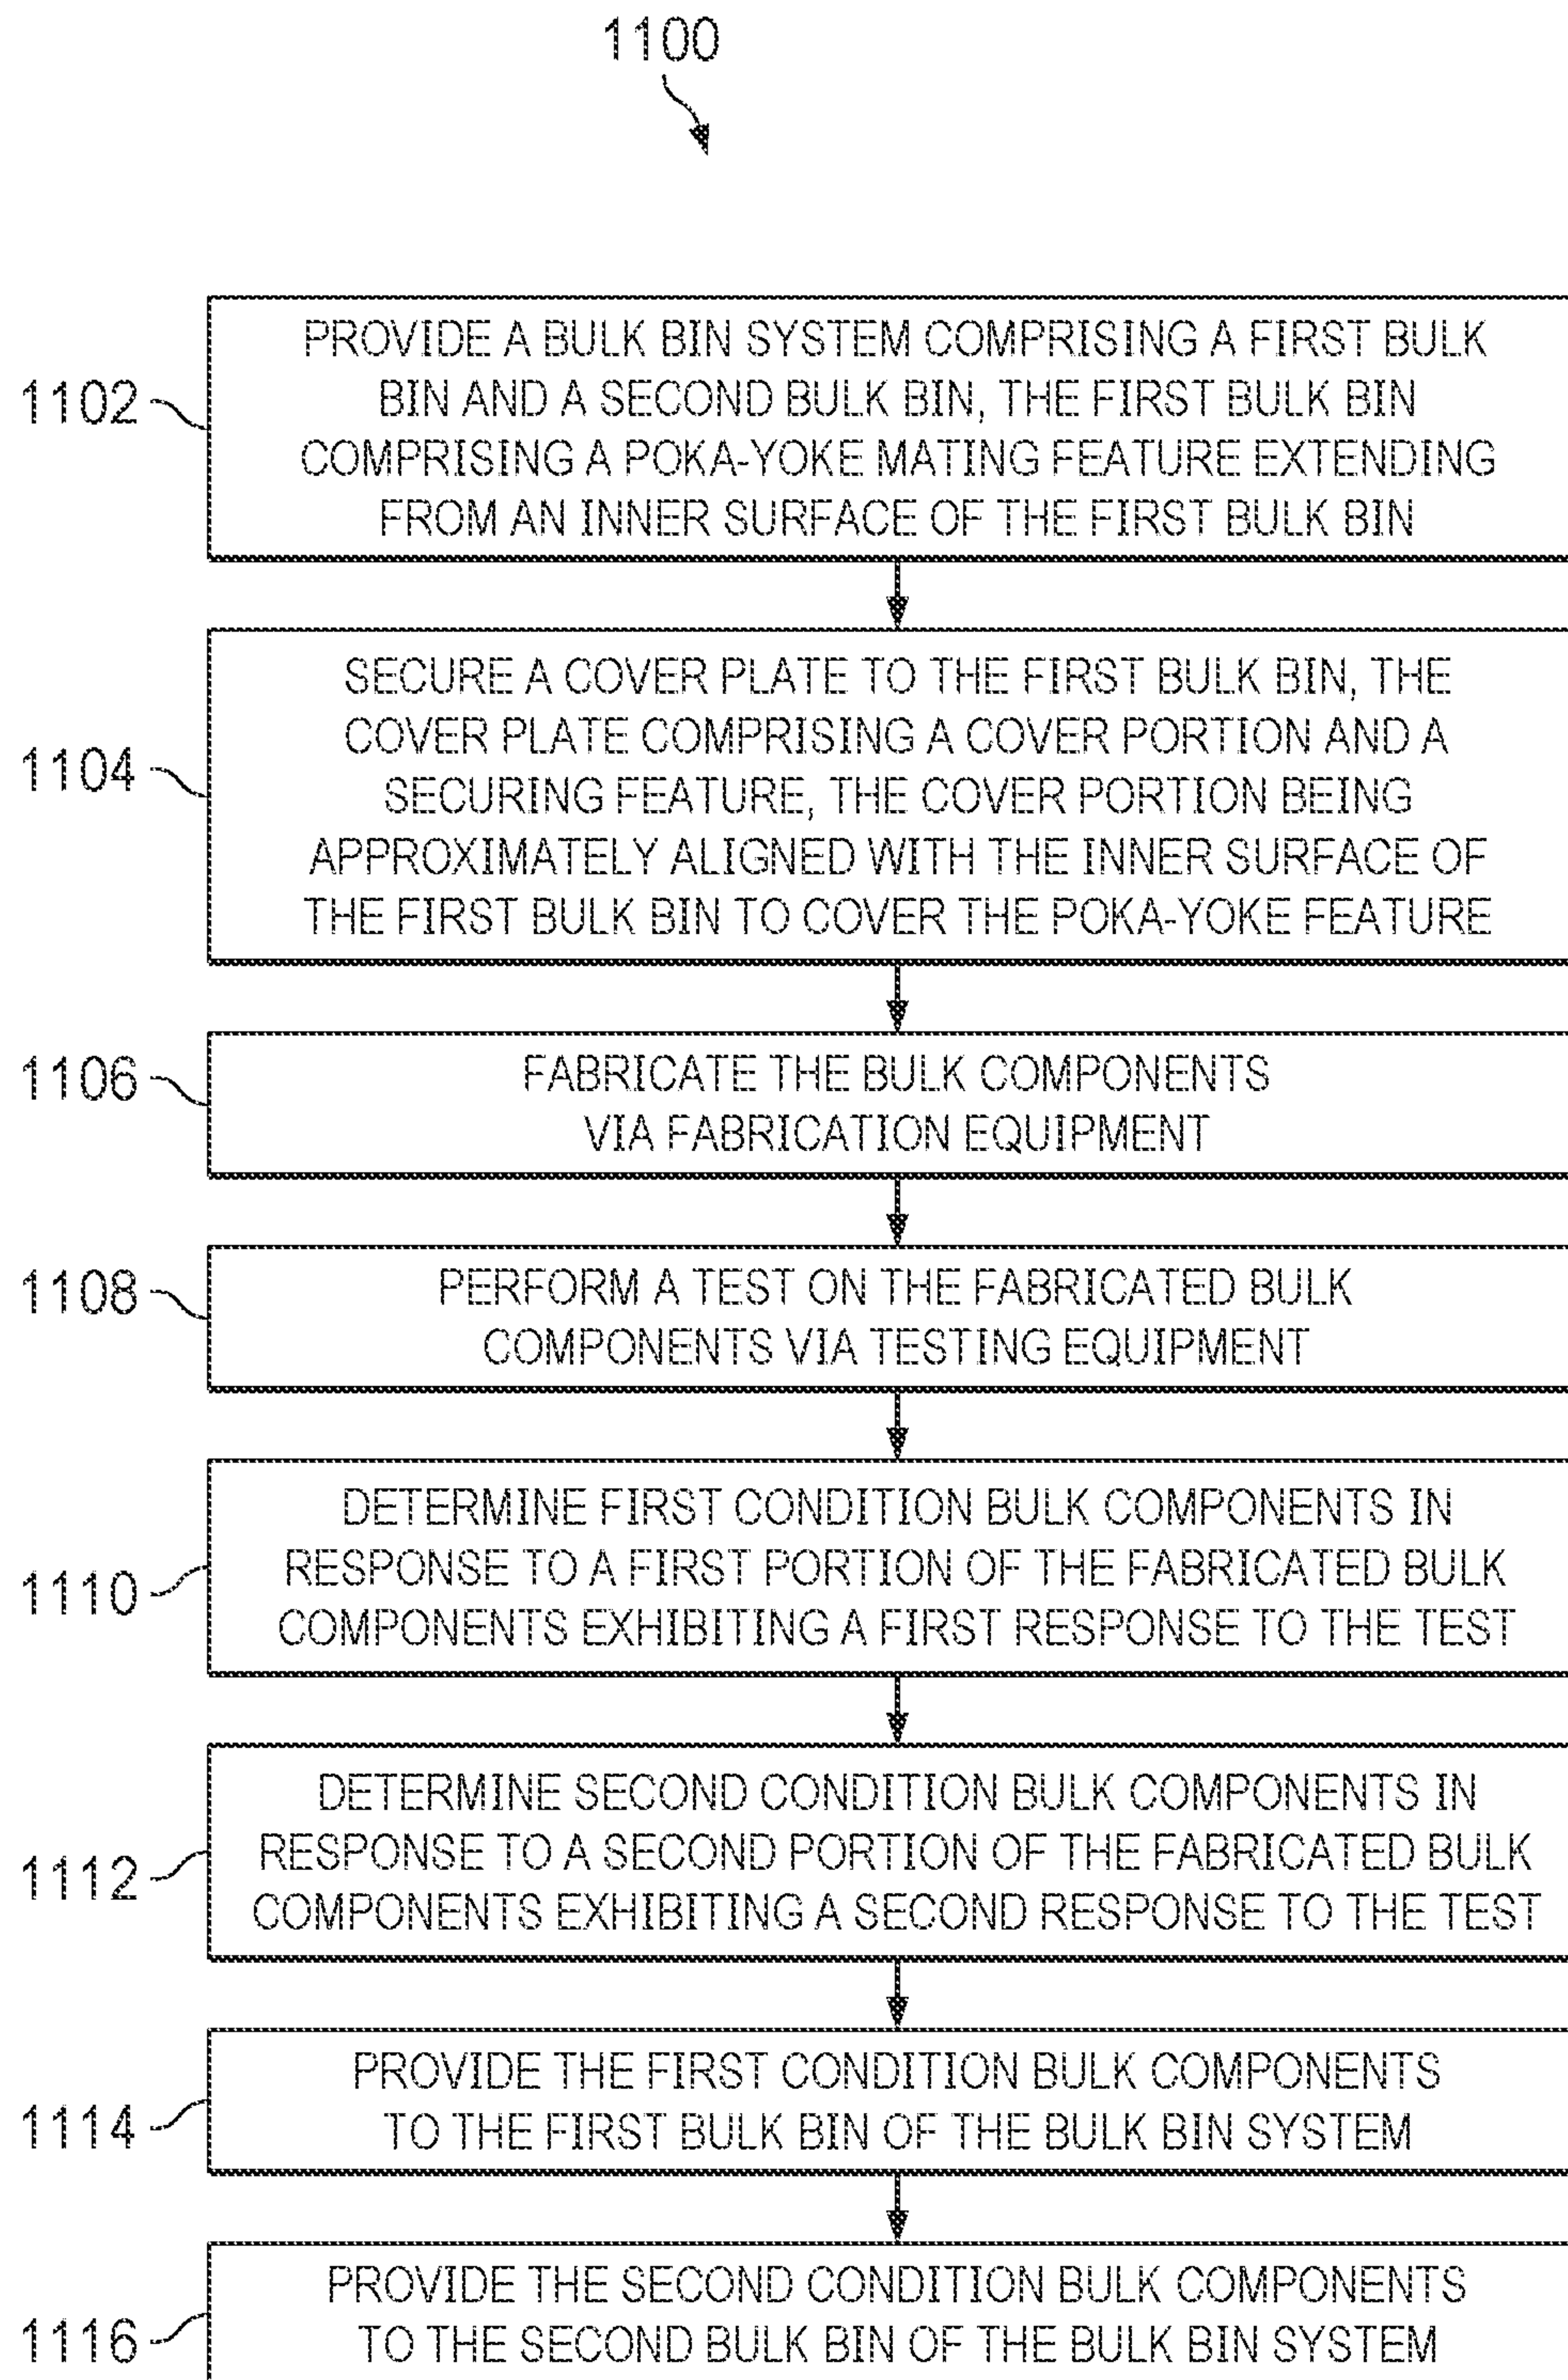 1100
1102
PROVIDE A BULK BIN SYSTEM COMPRISING A FIRST BULK
BIN AND A SECOND BULK BIN, THE FIRST BULK BIN
COMPRISING A POKA-YOKE MATING FEATURE EXTENDING
FROM AN INNER SURFACE OF THE FIRST BULK BIN
1104
SECURE A COVER PLATE TO THE FIRST BULK BIN, THE
COVER PLATE COMPRISING A COVER PORTION AND A
SECURING FEATURE, THE COVER PORTION BEING
APPROXIMATELY ALIGNED WITH THE INNER SURFACE OF
THE FIRST BULK BIN TO COVER THE POKA-YOKE FEATURE
1106
FABRICATE THE BULK COMPONENTS
VIA FABRICATION EQUIPMENT
1108
PERFORM A TEST ON THE FABRICATED BULK
COMPONENTS VIA TESTING EQUIPMENT
1110
DETERMINE FIRST CONDITION BULK COMPONENTS IN
RESPONSE TO A FIRST PORTION OF THE FABRICATED BULK
COMPONENTS EXHIBITING A FIRST RESPONSE TO THE TEST
1112
DETERMINE SECOND CONDITION BULK COMPONENTS IN
RESPONSE TO A SECOND PORTION OF THE FABRICATED BULK
COMPONENTS EXHIBITING A SECOND RESPONSE TO THE TEST
1114
PROVIDE THE FIRST CONDITION BULK COMPONENTS
TO THE FIRST BULK BIN OF THE BULK BIN SYSTEM
1116
PROVIDE THE SECOND CONDITION BULK COMPONENTS
TO THE SECOND BULK BIN OF THE BULK BIN SYSTEM